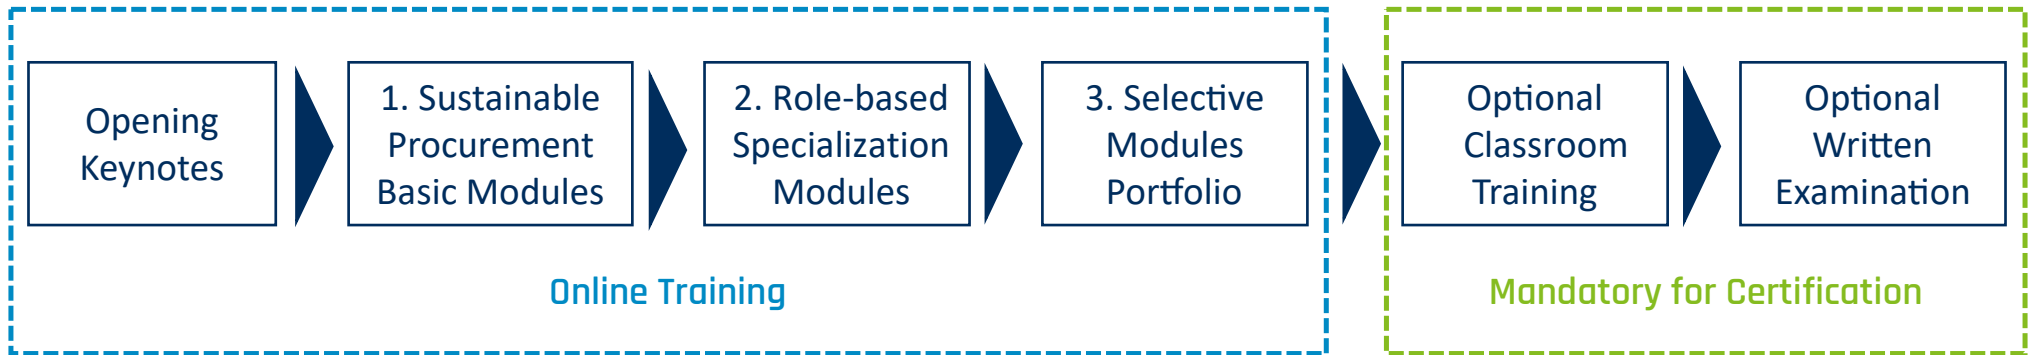 Opening
Keynotes
1. Sustainable
Procurement
Basic Modules
2. Role-based
Specialization
Modules
3. Selective
Modules
Portfolio
Optional
Classroom
Training
Optional
Written
Examination
Online Training
Mandatory for Certification